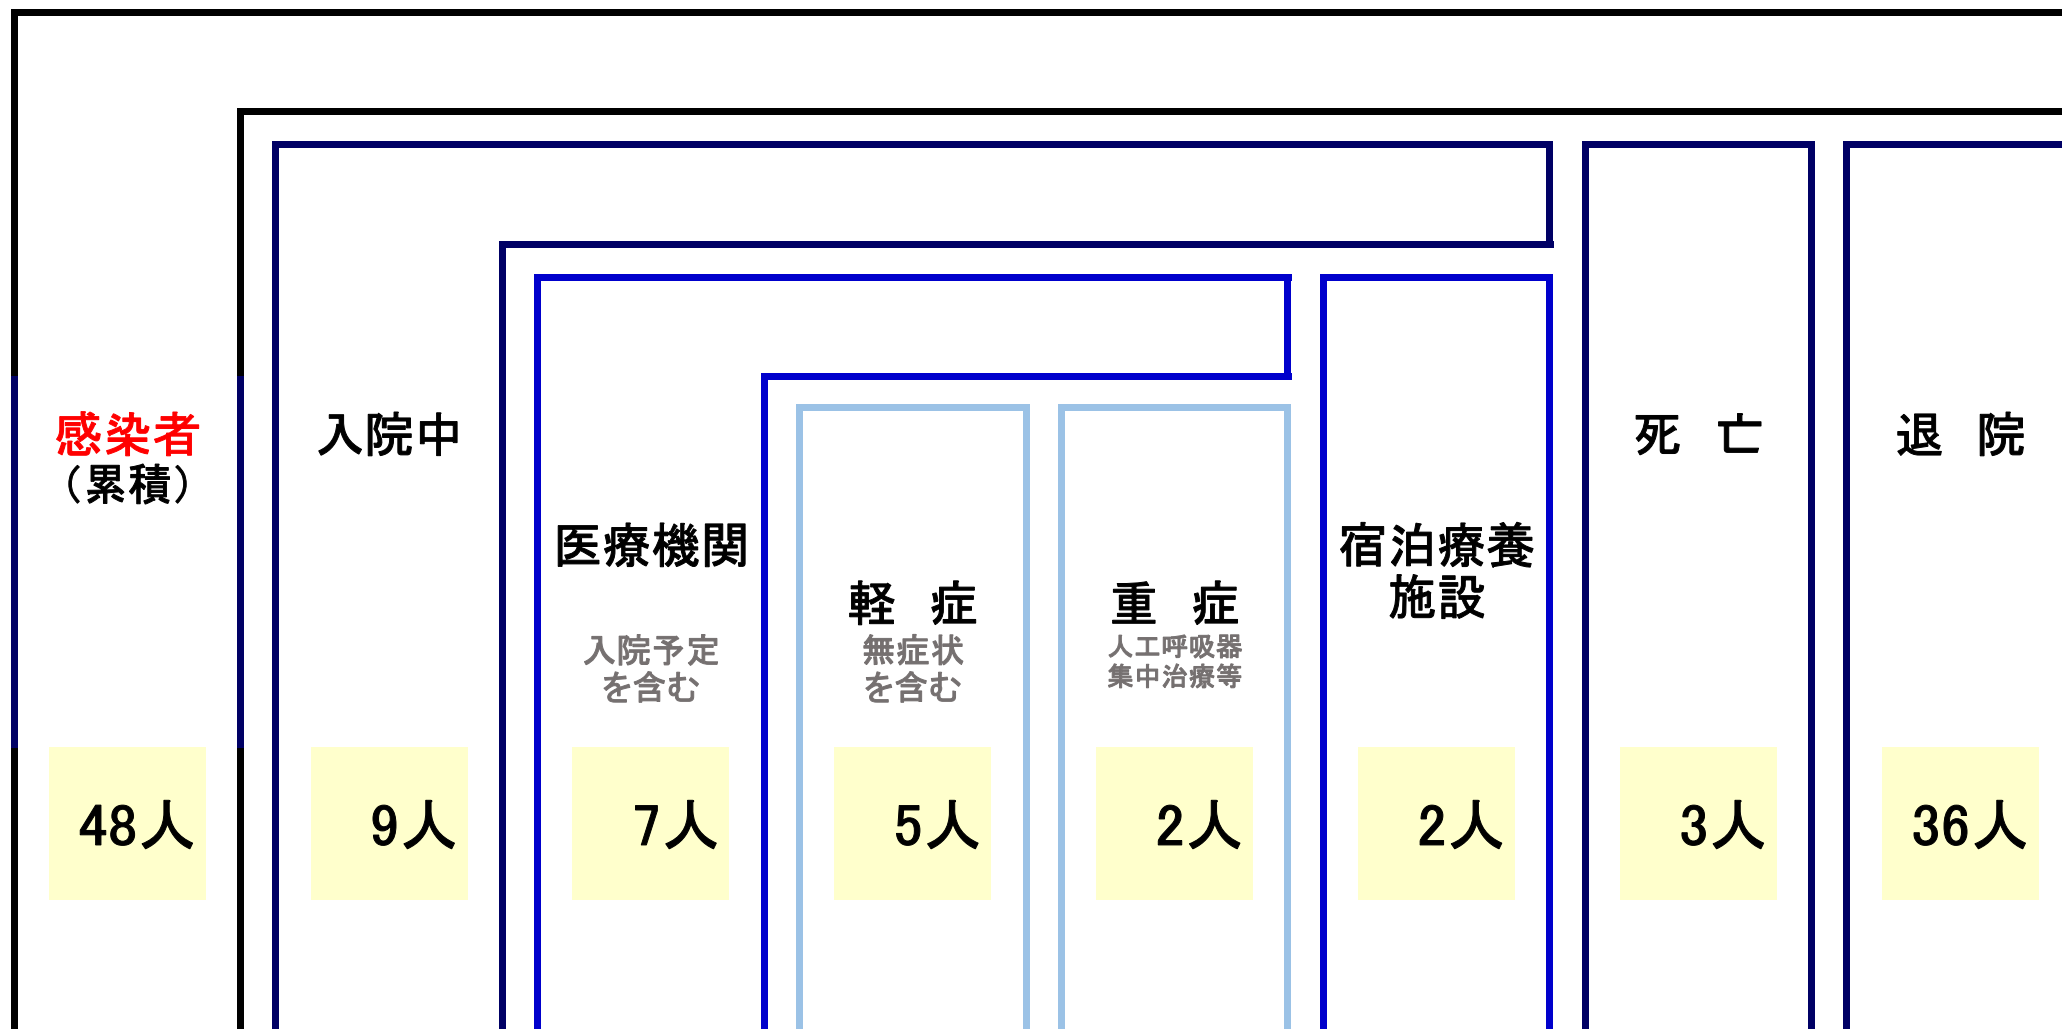 感染者
（累積）
48人
入院中
9人
医療機関
入院予定
を含む
7人
軽 症
無症状
を含む
5人
重 症
人工呼吸器
集中治療等
2人
宿泊療養
施設
2人
死 亡
3人
退 院
36人